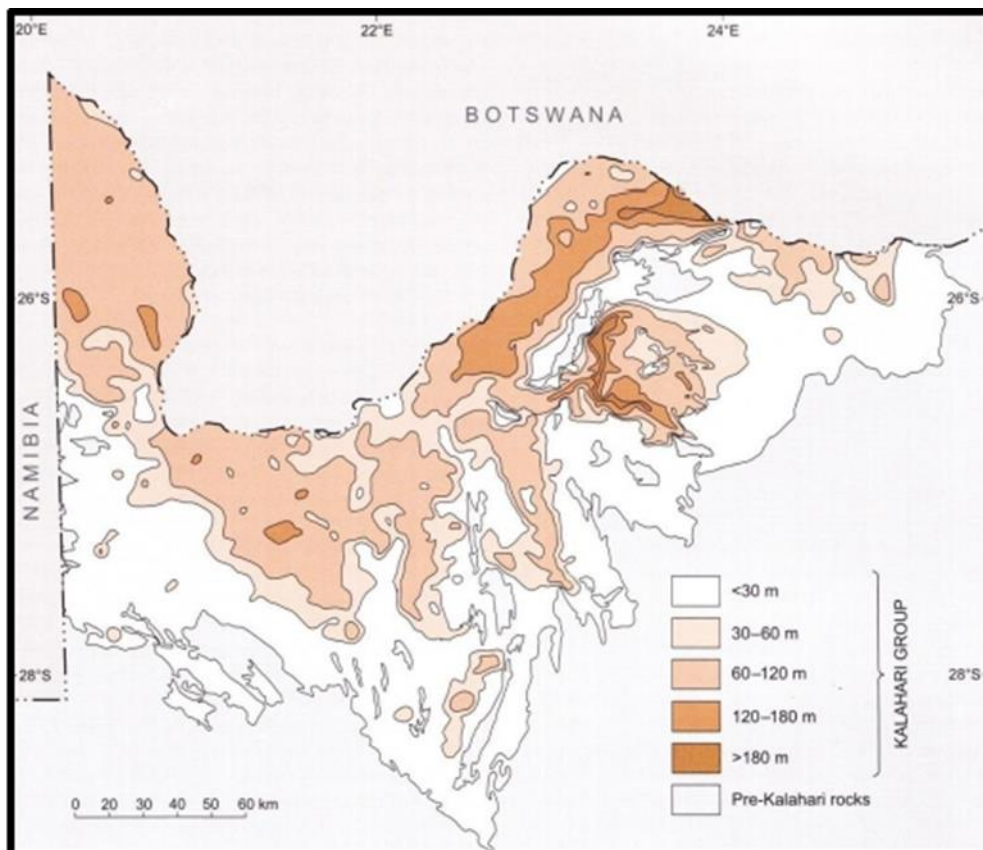 20°E 22°E 24°E
BOTSWANA
26°S 26°S
NAMIBIA
<30 m
30–60 m
60–120 m
120–180 m
>180 m
Pre-Kalahari rocks
KALAHARI GROUP
28°S 28°S
0 20 30 40 50 60 km